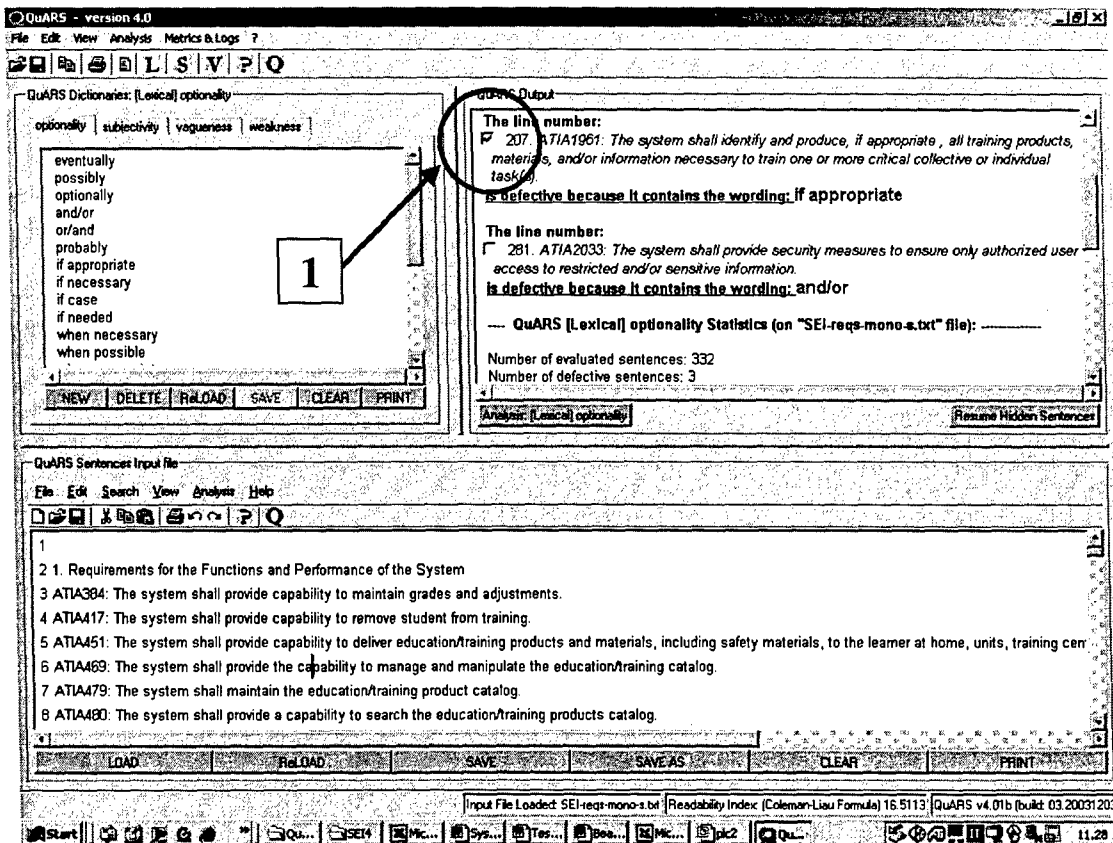 QuARS - version 4.0
File Edit View Analysis Metrics & Logs ?
L S V ? Q
QuARS Dictionaries: [Lexical] optionality
optionality subjectivity vagueness weakness
eventually
possibly
optionally
and/or
or/and
probably
if appropriate
if necessary
if case
if needed
when necessary
when possible
NEW DELETE ReLOAD SAVE CLEAR PRINT
1
QuARS Output
The line number:
207. ATIA1961: The system shall identify and produce, if appropriate , all training products,
materials, and/or information necessary to train one or more critical collective or individual
task(s).
is defective because it contains the wording: if appropriate
The line number:
281. ATIA2033: The system shall provide security measures to ensure only authorized user
access to restricted and/or sensitive information.
is defective because it contains the wording: and/or
---- QuARS [Lexical] optionality Statistics (on "SEI-reqs-mono-s.txt" file): ------------
Number of evaluated sentences: 332
Number of defective sentences: 3
Analysis: [Lexical] optionality Resume Hidden Sentences
QuARS Sentences Input file
File Edit Search View Analysis Help
? Q
1
2 1. Requirements for the Functions and Performance of the System
3 ATIA384: The system shall provide capability to maintain grades and adjustments.
4 ATIA417: The system shall provide capability to remove student from training.
5 ATIA451: The system shall provide capability to deliver education/training products and materials, including safety materials, to the learner at home, units, training cen
6 ATIA469: The system shall provide the capability to manage and manipulate the education/training catalog.
7 ATIA479: The system shall maintain the education/training product catalog.
8 ATIA480: The system shall provide a capability to search the education/training products catalog.
LOAD ReLOAD SAVE SAVE AS CLEAR PRINT
Input File Loaded: SEI-reqs-mono-s.txt Readability Index (Coleman-Liau Formula) 16.5113 QuARS v4.01b (build: 03.2003120
Start Qu... SEI4 Mic... Sys... Tes... Bea... Mic... pic2 Qu... 11.28